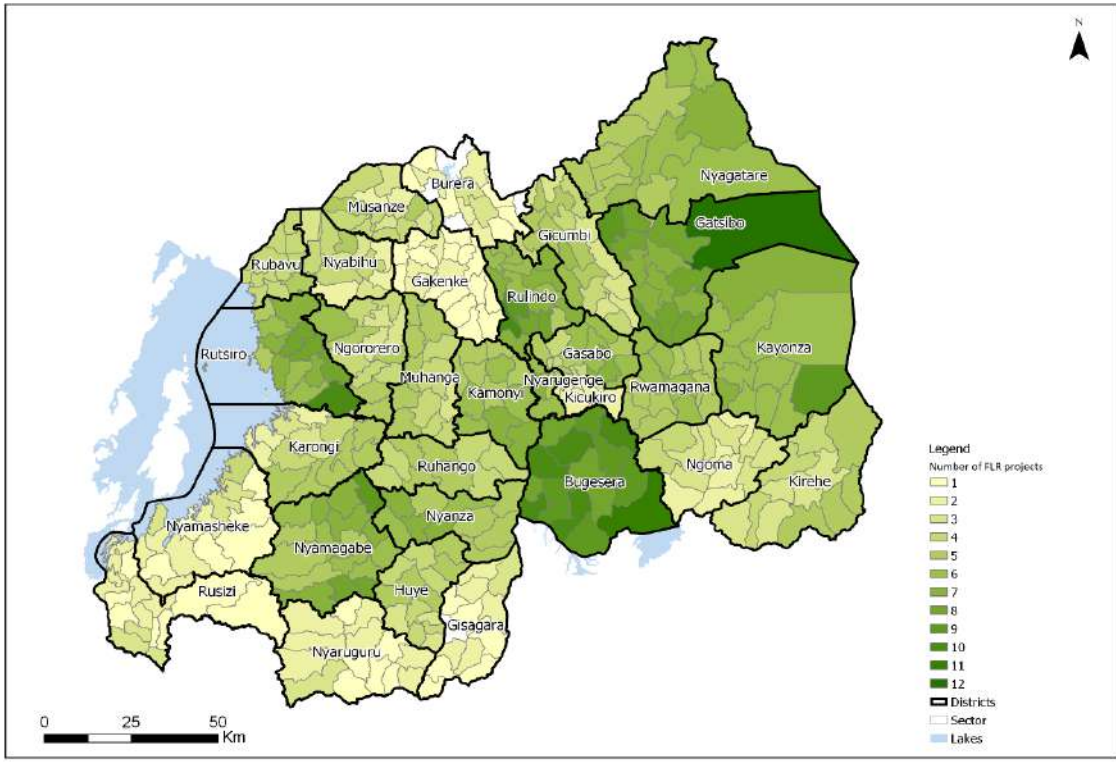 N
Burera
Musanze
Nyagatare
Gatsibo
Gicumbi
Rubavu
Nyabihu
Gakenke
Rulindo
Rutsiro
Ngororero
Gasabo
Kayonza
Muhanga
Kamonyi
Nyarugenge
Rwamagana
Kicukiro
Karongi
Ruhango
Bugesera
Ngoma
Kirehe
Nyamasheke
Nyanza
Nyamagabe
Rusizi
Huye
Gisagara
Nyaruguru
Legend
Number of FLR projects
1
2
3
4
5
6
7
8
9
10
11
12
Districts
Sector
Lakes
0 25 50
Km